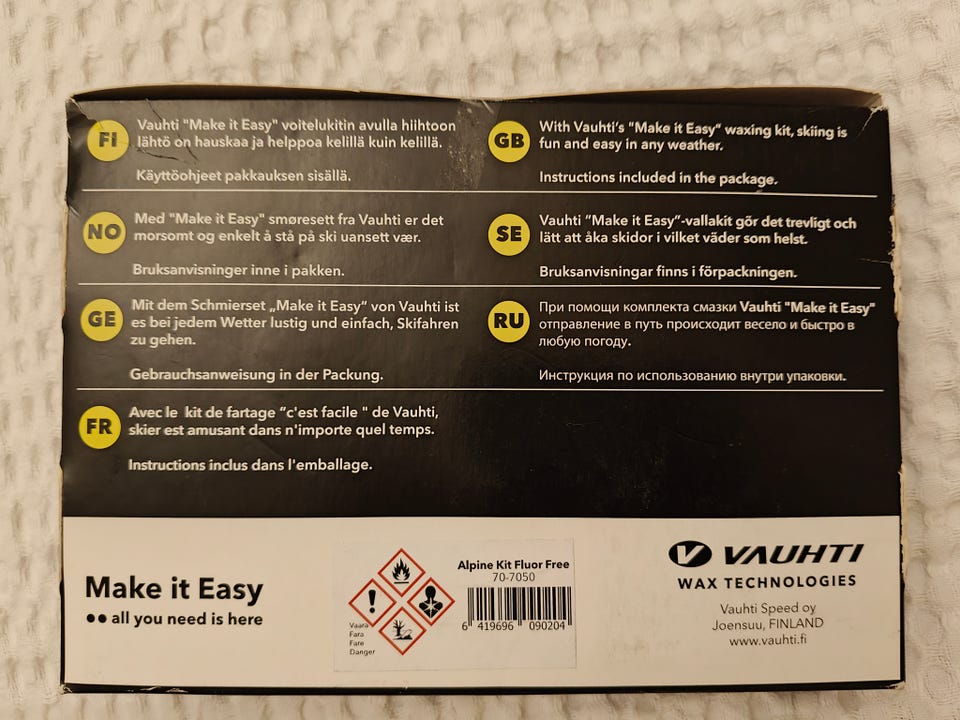 FI
Vauhti "Make it Easy" voitelukitin avulla hiihtoon
lähtö on hauskaa ja helppoa kelillä kuin kelillä.
Käyttöohjeet pakkauksen sisällä.
GB
With Vauhti's "Make it Easy" waxing kit, skiing is
fun and easy in any weather.
Instructions included in the package.
NO
Med "Make it Easy" smøresett fra Vauhti er det
morsomt og enkelt å stå på ski uansett vær.
Bruksanvisninger inne i pakken.
SE
Vauhti "Make it Easy"-vallakit gör det trevligt och
lätt att åka skidor i vilket väder som helst.
Bruksanvisningar finns i förpackningen.
GE
Mit dem Schmierset „Make it Easy" von Vauhti ist
es bei jedem Wetter lustig und einfach, Skifahren
zu gehen.
Gebrauchsanweisung in der Packung.
RU
При помощи комплекта смазки Vauhti "Make it Easy"
отправление в путь происходит весело и быстро в
любую погоду.
Инструкция по использованию внутри упаковки.
FR
Avec le  kit de fartage "c'est facile " de Vauhti,
skier est amusant dans n'importe quel temps.
Instructions inclus dans l'emballage.
Make it Easy
•• all you need is here
Vaara
Fara
Fare
Danger
Alpine Kit Fluor Free
70-7050
6 419696 090204
VAUHTI
WAX TECHNOLOGIES
Vauhti Speed oy
Joensuu, FINLAND
www.vauhti.fi